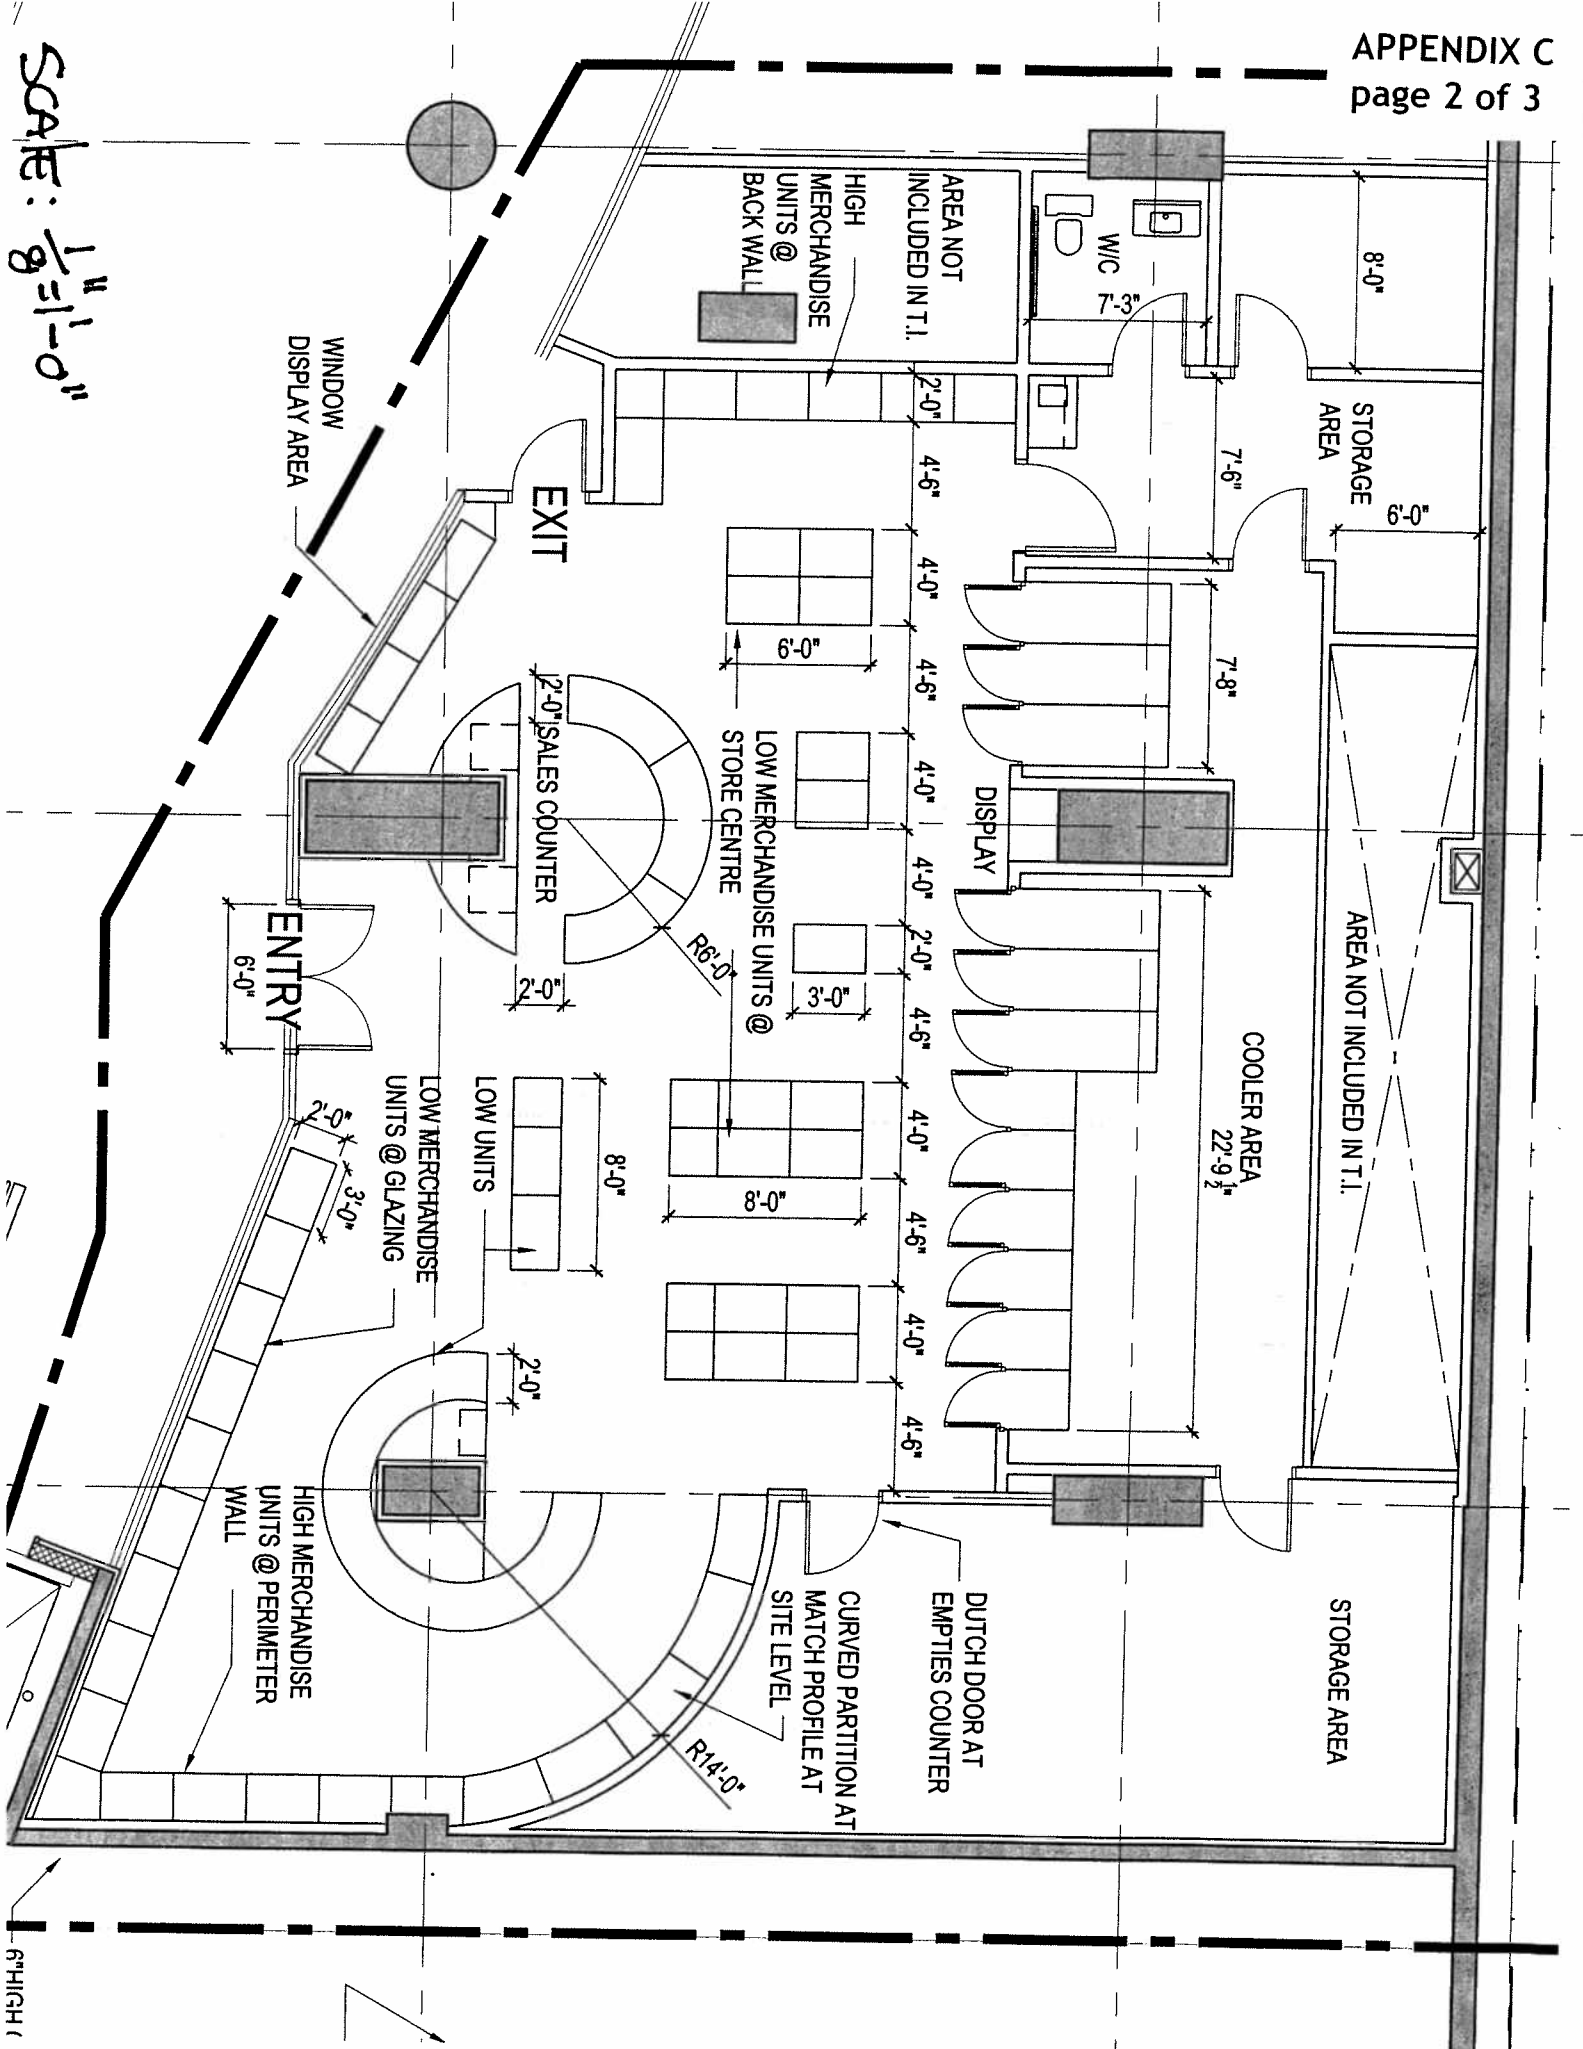 APPENDIX C
page 2 of 3
SCALE: 1/8"=1'-0"
8'-0"
STORAGE
AREA
6'-0"
AREA NOT INCLUDED IN T.I.
STORAGE AREA
W/C
7'-3"
7'-6"
7'-8"
COOLER AREA
22'-9 1/2"
AREA NOT
INCLUDED IN T.I.
HIGH
MERCHANDISE
UNITS @
BACK WALL
DISPLAY
2'-0"
4'-6"
4'-0"
4'-6"
4'-0"
4'-0"
2'-0"
4'-6"
4'-0"
4'-6"
4'-0"
4'-6"
DUTCH DOOR AT
EMPTIES COUNTER
6'-0"
3'-0"
8'-0"
LOW MERCHANDISE UNITS @
STORE CENTRE
CURVED PARTITION AT
MATCH PROFILE AT
SITE LEVEL
R6'-0"
R14'-0"
EXIT
2'-0"
SALES COUNTER
2'-0"
8'-0"
2'-0"
LOW UNITS
LOW MERCHANDISE
UNITS @ GLAZING
WINDOW
DISPLAY AREA
ENTRY
6'-0"
2'-0"
3'-0"
HIGH MERCHANDISE
UNITS @ PERIMETER
WALL
6"HIGH